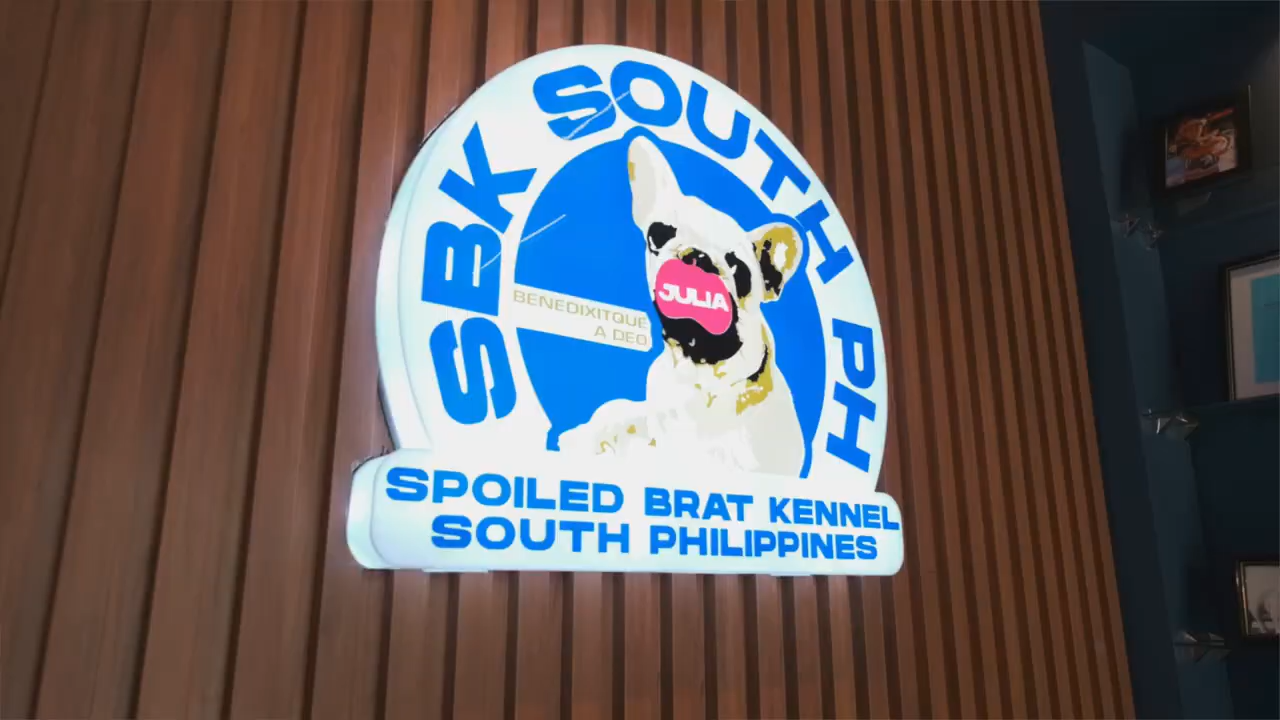 SBK SOUTH PH
JULIA
BENEDIXITQUE
A DEO
SPOILED BRAT KENNEL
SOUTH PHILIPPINES